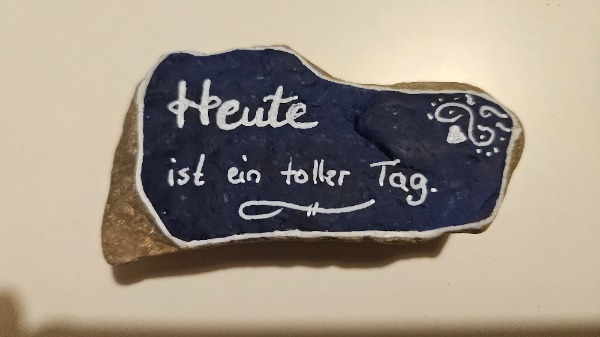 Heute
ist ein toller Tag.